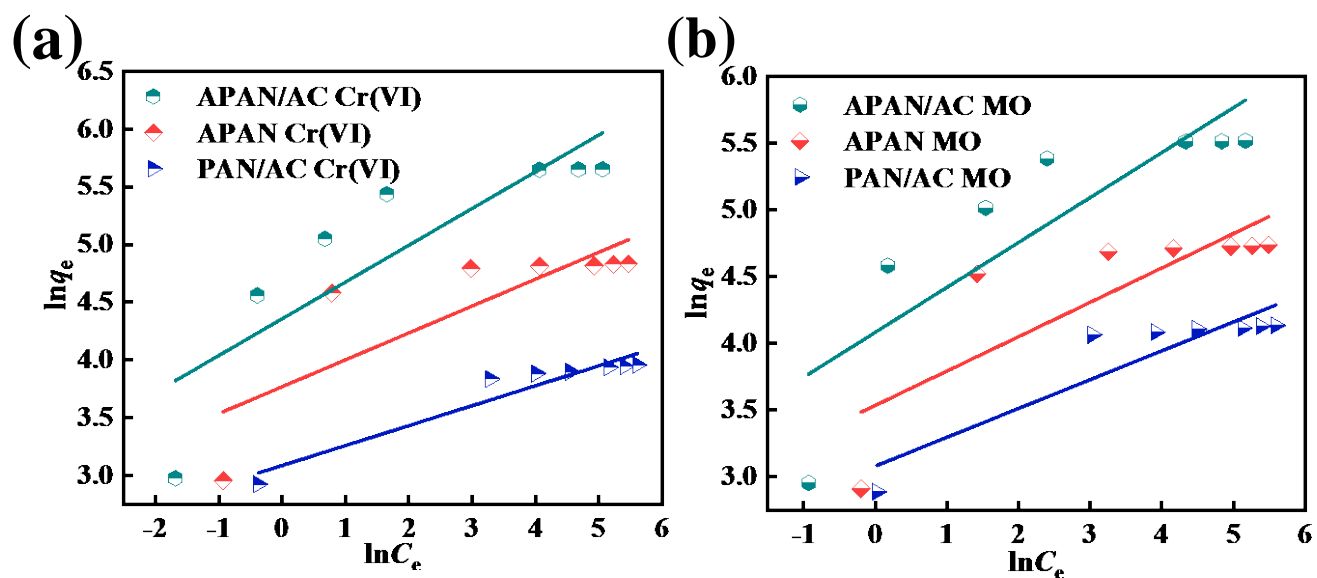 (a)
6.5
6.0
5.5
5.0
4.5
4.0
3.5
3.0
lnqe
APAN/AC Cr(VI)
APAN Cr(VI)
PAN/AC Cr(VI)
-2 -1 0 1 2 3 4 5 6
lnCe
(b)
6.0
5.5
5.0
4.5
4.0
3.5
3.0
lnqe
APAN/AC MO
APAN MO
PAN/AC MO
-1 0 1 2 3 4 5 6
lnCe